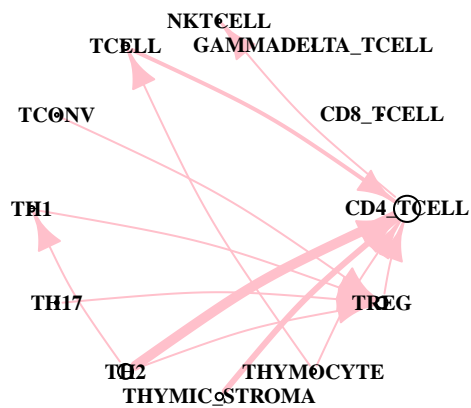 NKTCELL
TCELL
GAMMADELTA_TCELL
TCONV
CD8_TCELL
TH1
CD4_TCELL
TH17
TREG
TH2
THYMOCYTE
THYMIC_STROMA